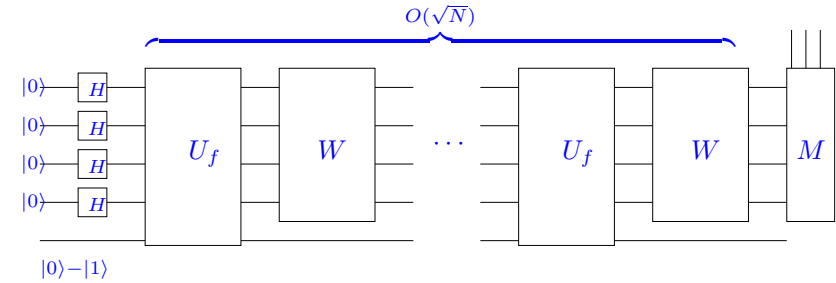 O(√N)
|0⟩ H
|0⟩ H
|0⟩ H
|0⟩ H
U_f W ⋯ U_f W M
|0⟩−|1⟩